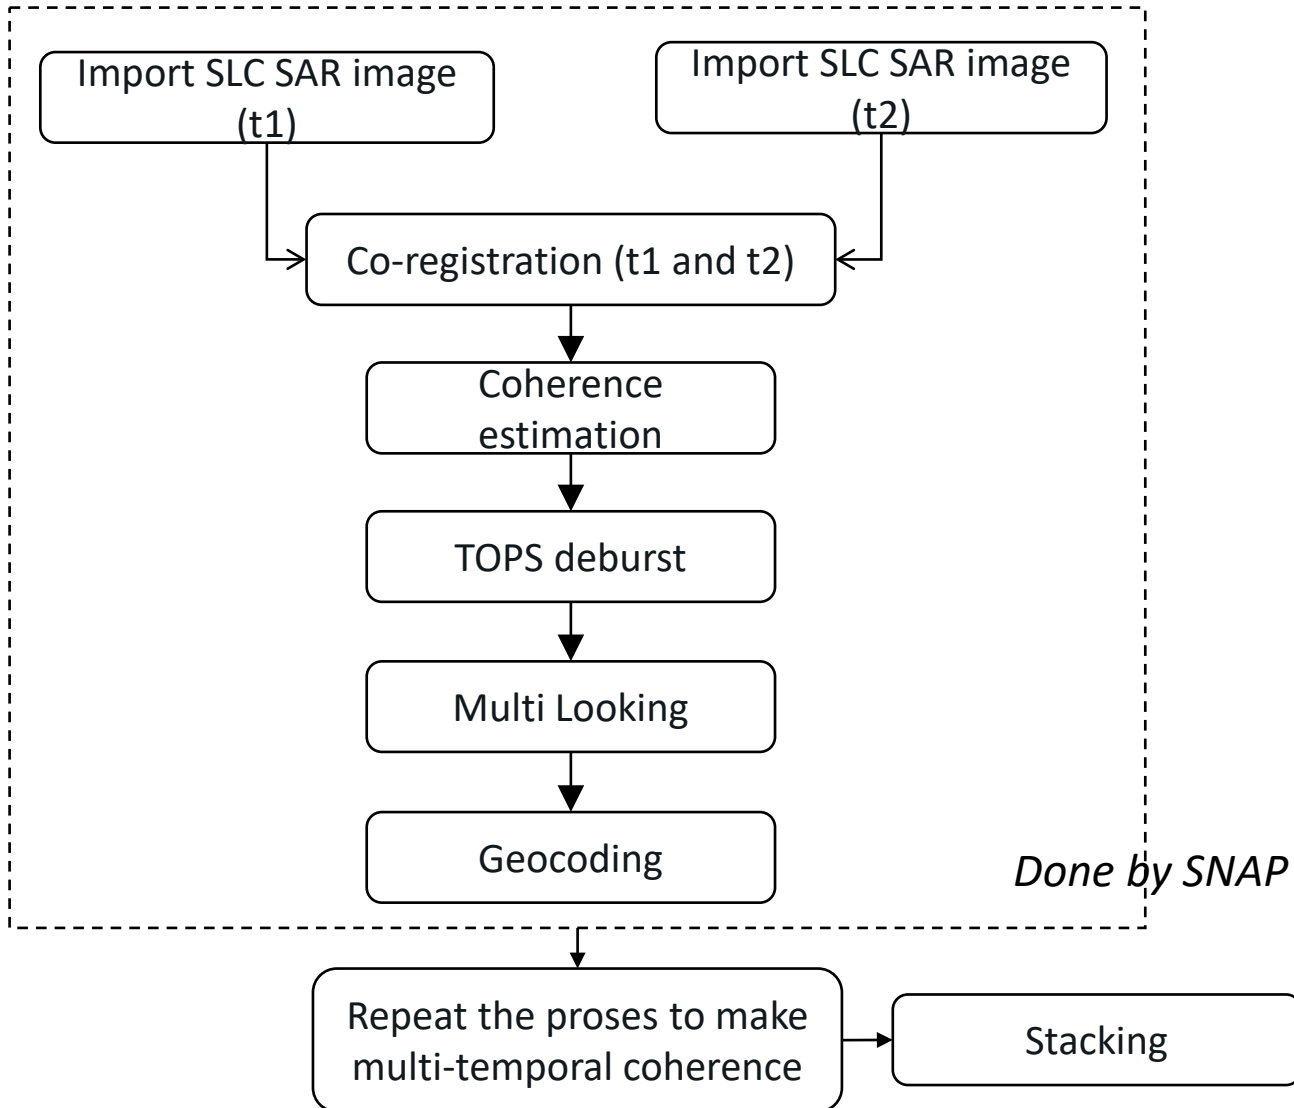 Import SLC SAR image
(t1)
Import SLC SAR image
(t2)
Co-registration (t1 and t2)
Coherence
estimation
TOPS deburst
Multi Looking
Geocoding
Done by SNAP
Repeat the proses to make
multi-temporal coherence
Stacking